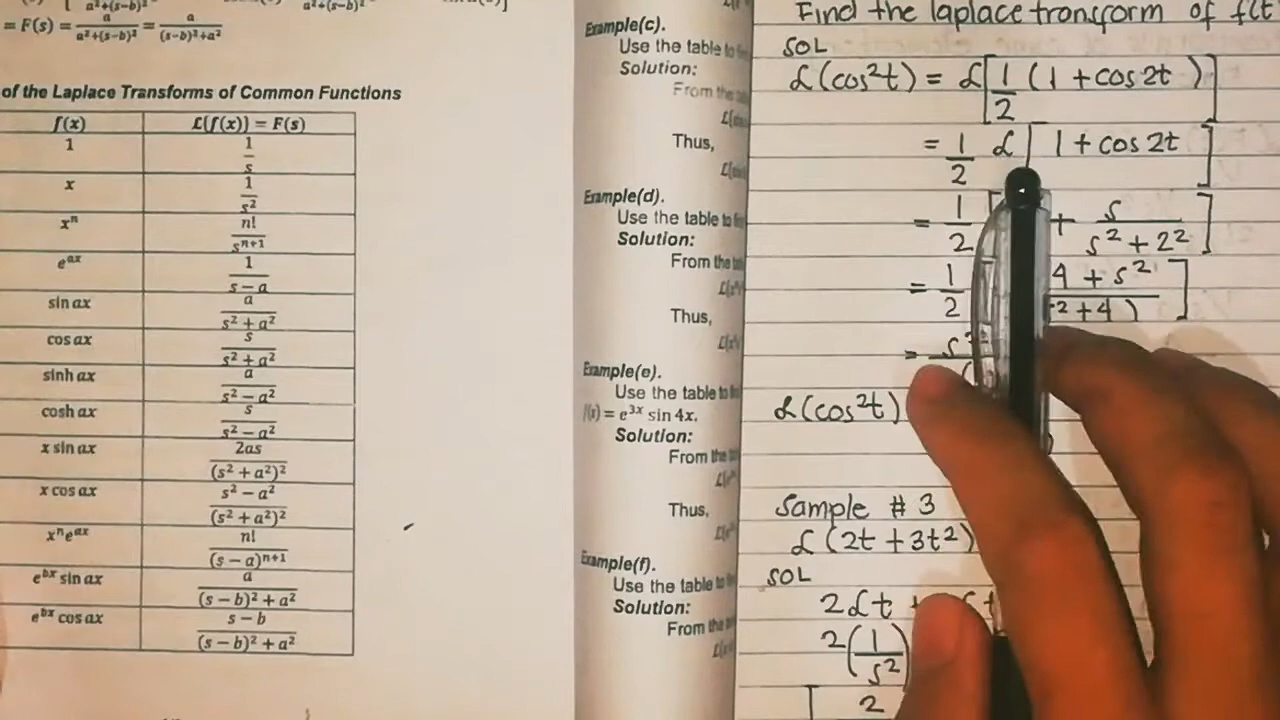 = F(s) = a/(a²+(s−b)²) = a/((s−b)²+a²)
of the Laplace Transforms of Common Functions
f(x) £[f(x)] = F(s)
1 1/s
x 1/s²
xⁿ n!/sⁿ⁺¹
eᵃˣ 1/(s − a)
sin ax a/(s² + a²)
cos ax s/(s² + a²)
sinh ax a/(s² − a²)
cosh ax s/(s² − a²)
x sin ax 2as/(s² + a²)²
x cos ax (s² − a²)/(s² + a²)²
xⁿeᵃˣ n!/(s − a)ⁿ⁺¹
eᵇˣ sin ax a/((s − b)² + a²)
eᵇˣ cos ax (s − b)/((s − b)² + a²)
Example(c).
Use the table to
Solution:
From the
Thus,
Example(d).
Use the table to
Solution:
From the
Thus,
Example(e).
Use the table to
f(x) = e³ˣ sin 4x.
Solution:
From the
Thus,
Example(f).
Use the table to
Solution:
From the
Find the laplace transform of f(t
SOL
£(cos²t) = £[1/2 (1 + cos 2t)]
= 1/2 £[1 + cos 2t]
= 1/2 [ + s/(s² + 2²)]
= 1/2 [ 4 + s² / ²+4)]
= s²
£(cos²t)
Sample # 3
£(2t + 3t²)
SOL
2£t +
2(1/s²)
2